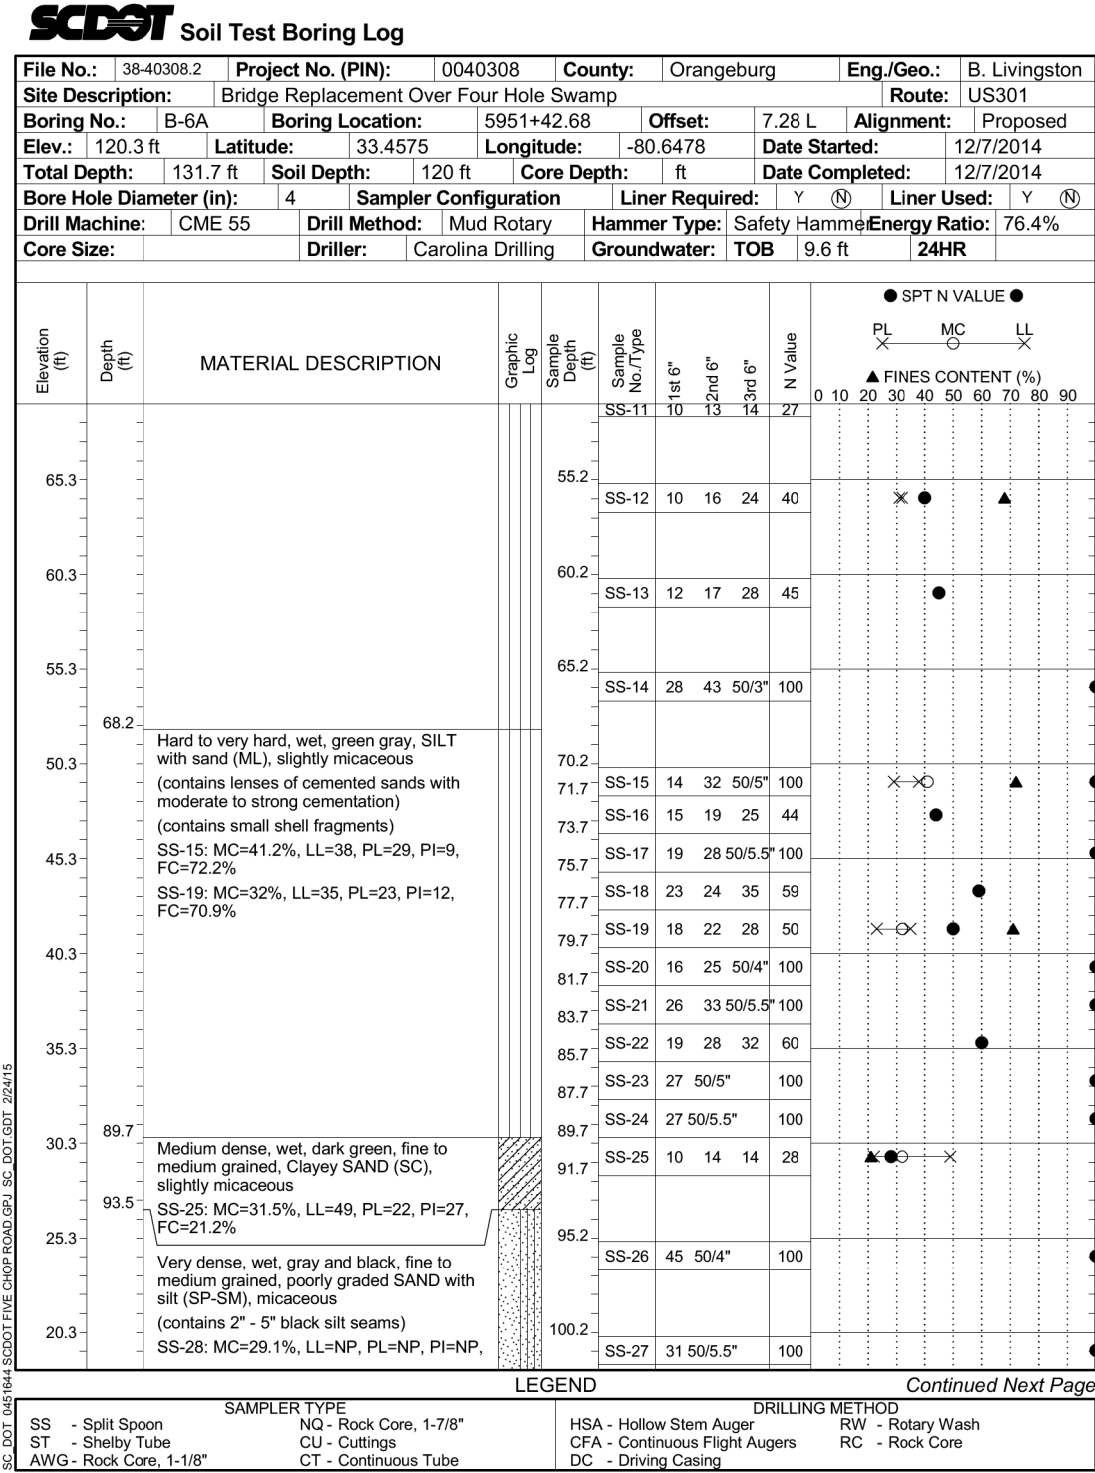 SCDOT Soil Test Boring Log
File No.: 38-40308.2 Project No. (PIN): 0040308 County: Orangeburg Eng./Geo.: B. Livingston
Site Description: Bridge Replacement Over Four Hole Swamp Route: US301
Boring No.: B-6A Boring Location: 5951+42.68 Offset: 7.28 L Alignment: Proposed
Elev.: 120.3 ft Latitude: 33.4575 Longitude: -80.6478 Date Started: 12/7/2014
Total Depth: 131.7 ft Soil Depth: 120 ft Core Depth: ft Date Completed: 12/7/2014
Bore Hole Diameter (in): 4 Sampler Configuration Liner Required: Y N Liner Used: Y N
Drill Machine: CME 55 Drill Method: Mud Rotary Hammer Type: Safety Hammer Energy Ratio: 76.4%
Core Size: Driller: Carolina Drilling Groundwater: TOB 9.6 ft 24HR
Elevation (ft) Depth (ft) MATERIAL DESCRIPTION Graphic Log Sample Depth (ft) Sample No./Type 1st 6" 2nd 6" 3rd 6" N Value
SPT N VALUE
PL MC LL
FINES CONTENT (%)
0 10 20 30 40 50 60 70 80 90
SS-11 10 13 14 27
65.3 55.2
SS-12 10 16 24 40
60.3 60.2
SS-13 12 17 28 45
55.3 65.2
SS-14 28 43 50/3" 100
68.2
Hard to very hard, wet, green gray, SILT
with sand (ML), slightly micaceous
50.3 70.2
(contains lenses of cemented sands with
moderate to strong cementation)
SS-15 14 32 50/5" 100
71.7
(contains small shell fragments)
SS-16 15 19 25 44
73.7
SS-15: MC=41.2%, LL=38, PL=29, PI=9,
FC=72.2%
SS-17 19 28 50/5.5" 100
45.3 75.7
SS-19: MC=32%, LL=35, PL=23, PI=12,
FC=70.9%
SS-18 23 24 35 59
77.7
SS-19 18 22 28 50
79.7
40.3
SS-20 16 25 50/4" 100
81.7
SS-21 26 33 50/5.5" 100
83.7
SS-22 19 28 32 60
35.3 85.7
SS-23 27 50/5" 100
87.7
SS-24 27 50/5.5" 100
89.7 89.7
30.3
Medium dense, wet, dark green, fine to
medium grained, Clayey SAND (SC),
slightly micaceous
SS-25 10 14 14 28
91.7
93.5
SS-25: MC=31.5%, LL=49, PL=22, PI=27,
FC=21.2%
25.3 95.2
Very dense, wet, gray and black, fine to
medium grained, poorly graded SAND with
silt (SP-SM), micaceous
SS-26 45 50/4" 100
(contains 2" - 5" black silt seams)
20.3 100.2
SS-28: MC=29.1%, LL=NP, PL=NP, PI=NP,
SS-27 31 50/5.5" 100
LEGEND
Continued Next Page
SAMPLER TYPE DRILLING METHOD
SS - Split Spoon NQ - Rock Core, 1-7/8" HSA - Hollow Stem Auger RW - Rotary Wash
ST - Shelby Tube CU - Cuttings CFA - Continuous Flight Augers RC - Rock Core
AWG - Rock Core, 1-1/8" CT - Continuous Tube DC - Driving Casing
SC_DOT 0451644 SCDOT FIVE CHOP ROAD.GPJ SC_DOT.GDT 2/24/15